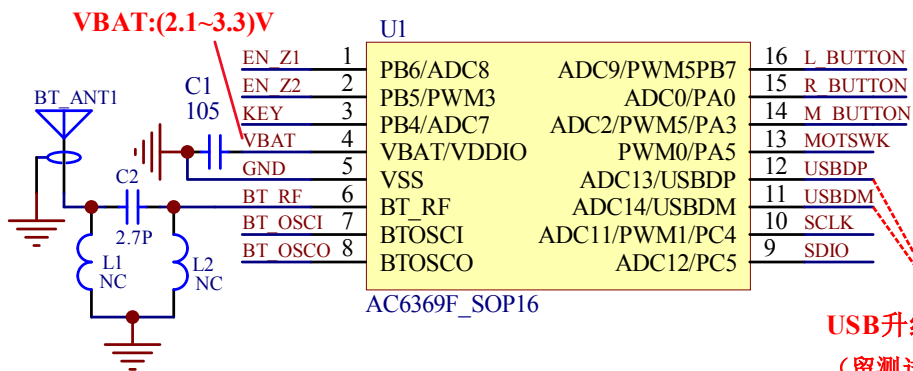 VBAT:(2.1~3.3)V
U1
EN_Z1 1 PB6/ADC8 ADC9/PWM5PB7 16 L_BUTTON
EN_Z2 2 PB5/PWM3 ADC0/PA0 15 R_BUTTON
KEY 3 PB4/ADC7 ADC2/PWM5/PA3 14 M_BUTTON
VBAT 4 VBAT/VDDIO PWM0/PA5 13 MOTSWK
GND 5 VSS ADC13/USBDP 12 USBDP
BT_RF 6 BT_RF ADC14/USBDM 11 USBDM
BT_OSCI 7 BTOSCI ADC11/PWM1/PC4 10 SCLK
BT_OSCO 8 BTOSCO ADC12/PC5 9 SDIO
AC6369F_SOP16
BT_ANT1
C1
105
C2
2.7P
L1
NC
L2
NC
USB升
（留测